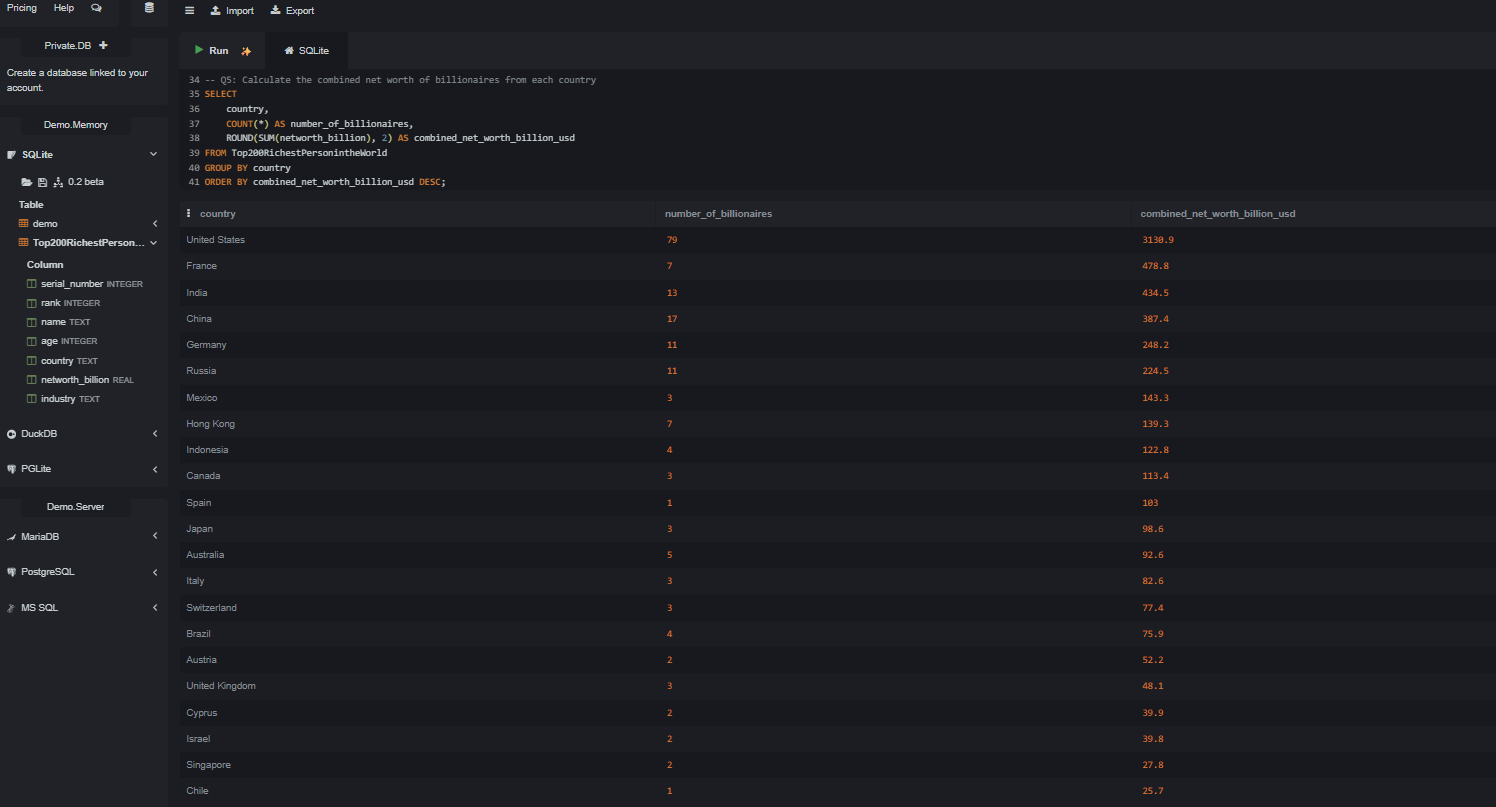 Pricing Help
Import Export
Private.DB
Create a database linked to your
account.
Demo.Memory
SQLite
0.2 beta
Table
demo
Top200RichestPerson...
Column
serial_number INTEGER
rank INTEGER
name TEXT
age INTEGER
country TEXT
networth_billion REAL
industry TEXT
DuckDB
PGLite
Demo.Server
MariaDB
PostgreSQL
MS SQL
Run SQLite
34 -- Q5: Calculate the combined net worth of billionaires from each country
35 SELECT
36 country,
37 COUNT(*) AS number_of_billionaires,
38 ROUND(SUM(networth_billion), 2) AS combined_net_worth_billion_usd
39 FROM Top200RichestPersonintheWorld
40 GROUP BY country
41 ORDER BY combined_net_worth_billion_usd DESC;
country number_of_billionaires combined_net_worth_billion_usd
United States 79 3130.9
France 7 478.8
India 13 434.5
China 17 387.4
Germany 11 248.2
Russia 11 224.5
Mexico 3 143.3
Hong Kong 7 139.3
Indonesia 4 122.8
Canada 3 113.4
Spain 1 103
Japan 3 98.6
Australia 5 92.6
Italy 3 82.6
Switzerland 3 77.4
Brazil 4 75.9
Austria 2 52.2
United Kingdom 3 48.1
Cyprus 2 39.9
Israel 2 39.8
Singapore 2 27.8
Chile 1 25.7